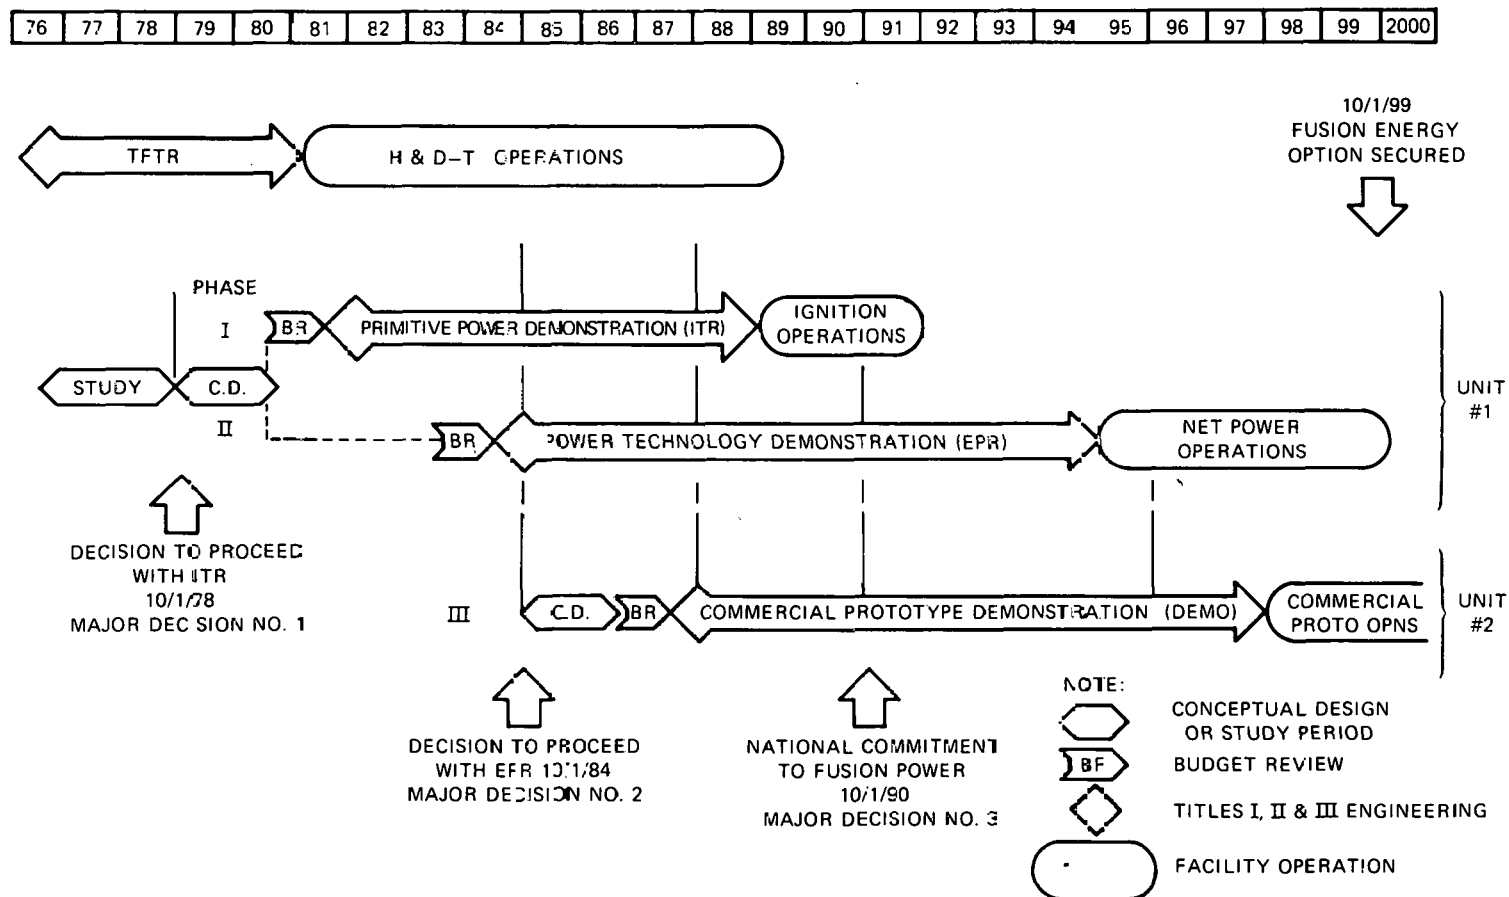 76 77 78 79 80 81 82 83 84 85 86 87 88 89 90 91 92 93 94 95 96 97 98 99 2000
10/1/99
FUSION ENERGY
OPTION SECURED
TFTR
H & D-T OPERATIONS
PHASE
I
BR
PRIMITIVE POWER DEMONSTRATION (ITR)
IGNITION
OPERATIONS
STUDY
C.D.
UNIT
#1
II
BR
POWER TECHNOLOGY DEMONSTRATION (EPR)
NET POWER
OPERATIONS
DECISION TO PROCEED
WITH ITR
10/1/78
MAJOR DECISION NO. 1
III
C.D.
BR
COMMERCIAL PROTOTYPE DEMONSTRATION (DEMO)
COMMERCIAL
PROTO OPNS
UNIT
#2
DECISION TO PROCEED
WITH EPR 10/1/84
MAJOR DECISION NO. 2
NATIONAL COMMITMENT
TO FUSION POWER
10/1/90
MAJOR DECISION NO. 3
NOTE:
CONCEPTUAL DESIGN
OR STUDY PERIOD
BR
BUDGET REVIEW
TITLES I, II & III ENGINEERING
FACILITY OPERATION